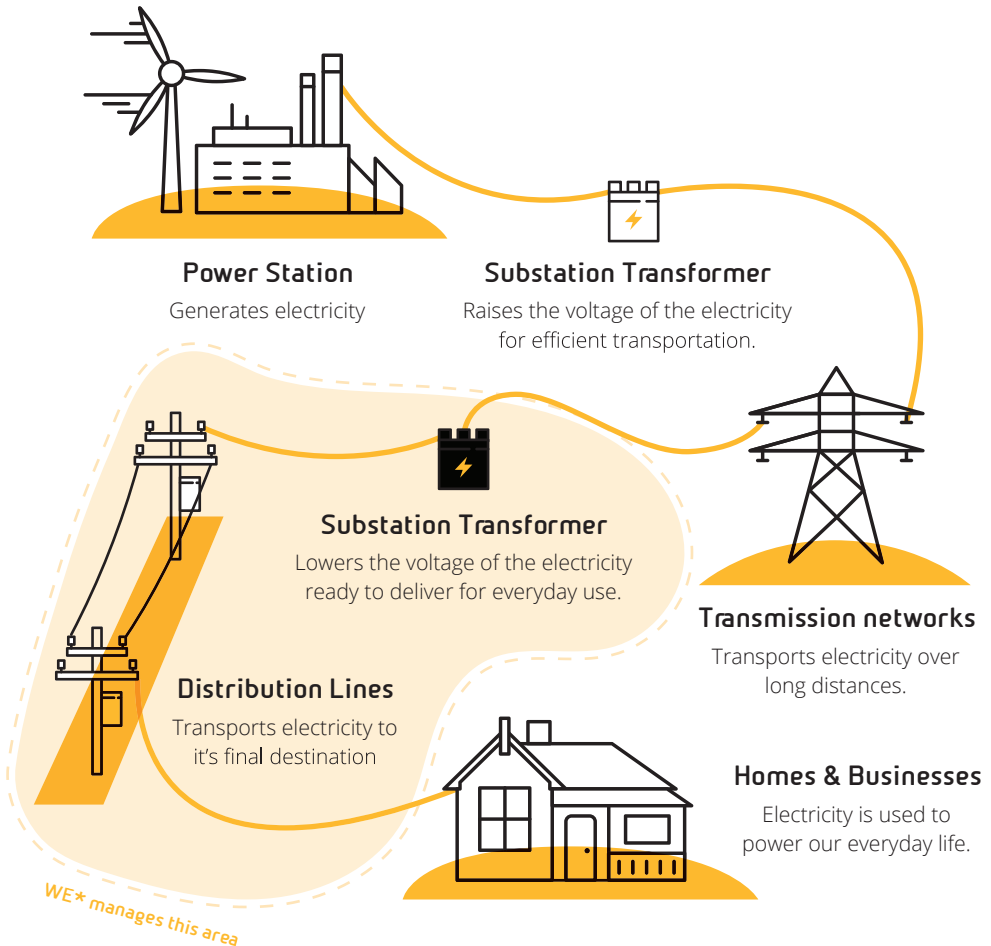 Power Station
Generates electricity
Substation Transformer
Raises the voltage of the electricity
for efficient transportation.
Substation Transformer
Lowers the voltage of the electricity
ready to deliver for everyday use.
Transmission networks
Transports electricity over
long distances.
Distribution Lines
Transports electricity to
it's final destination
Homes & Businesses
Electricity is used to
power our everyday life.
WE* manages this area